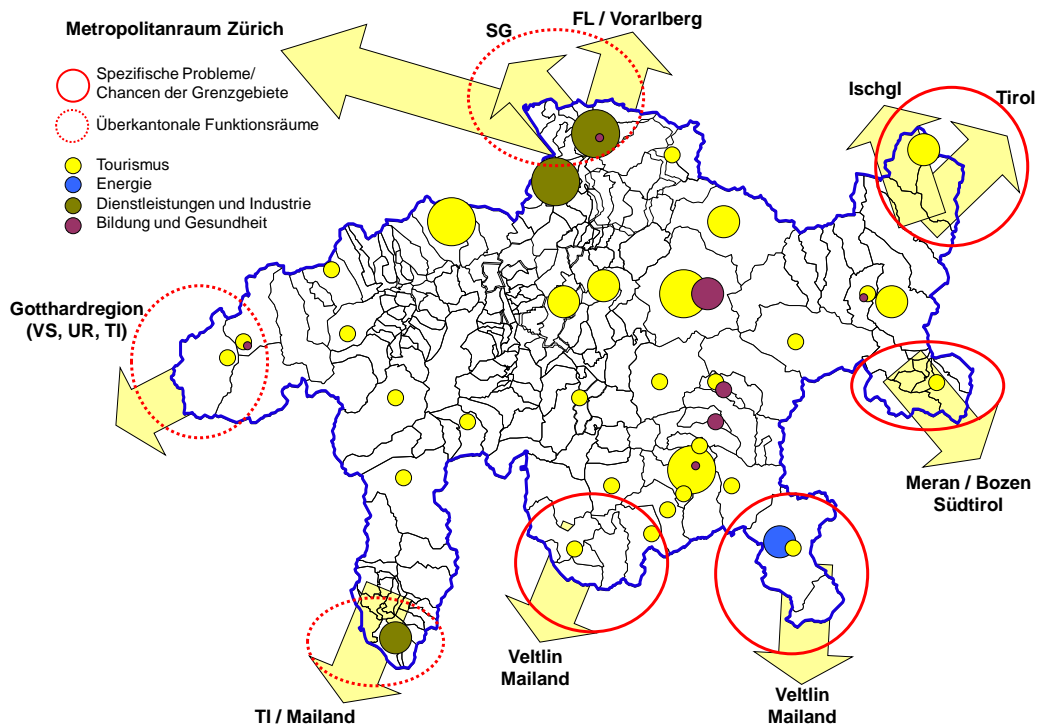 Metropolitanraum Zürich
SG
FL / Vorarlberg
Spezifische Probleme/
Chancen der Grenzgebiete
Überkantonale Funktionsräume
Tourismus
Energie
Dienstleistungen und Industrie
Bildung und Gesundheit
Ischgl
Tirol
Gotthardregion
(VS, UR, TI)
Meran / Bozen
Südtirol
Veltlin
Mailand
Veltlin
Mailand
TI / Mailand